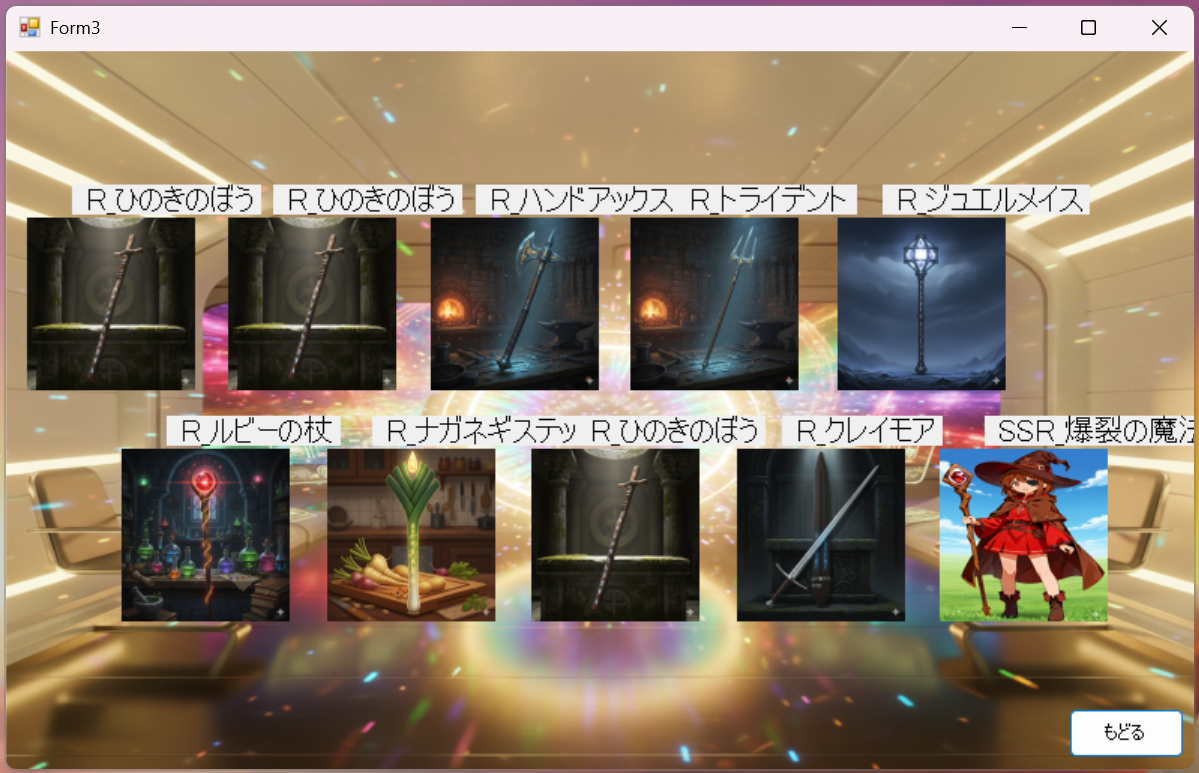 Form3
R_ひのきのぼう R_ひのきのぼう R_ハンドアックス R_トライデント R_ジュエルメイス
R_ルビーの杖 R_ナガネギステッ R_ひのきのぼう R_クレイモア SSR_爆裂の魔法
もどる